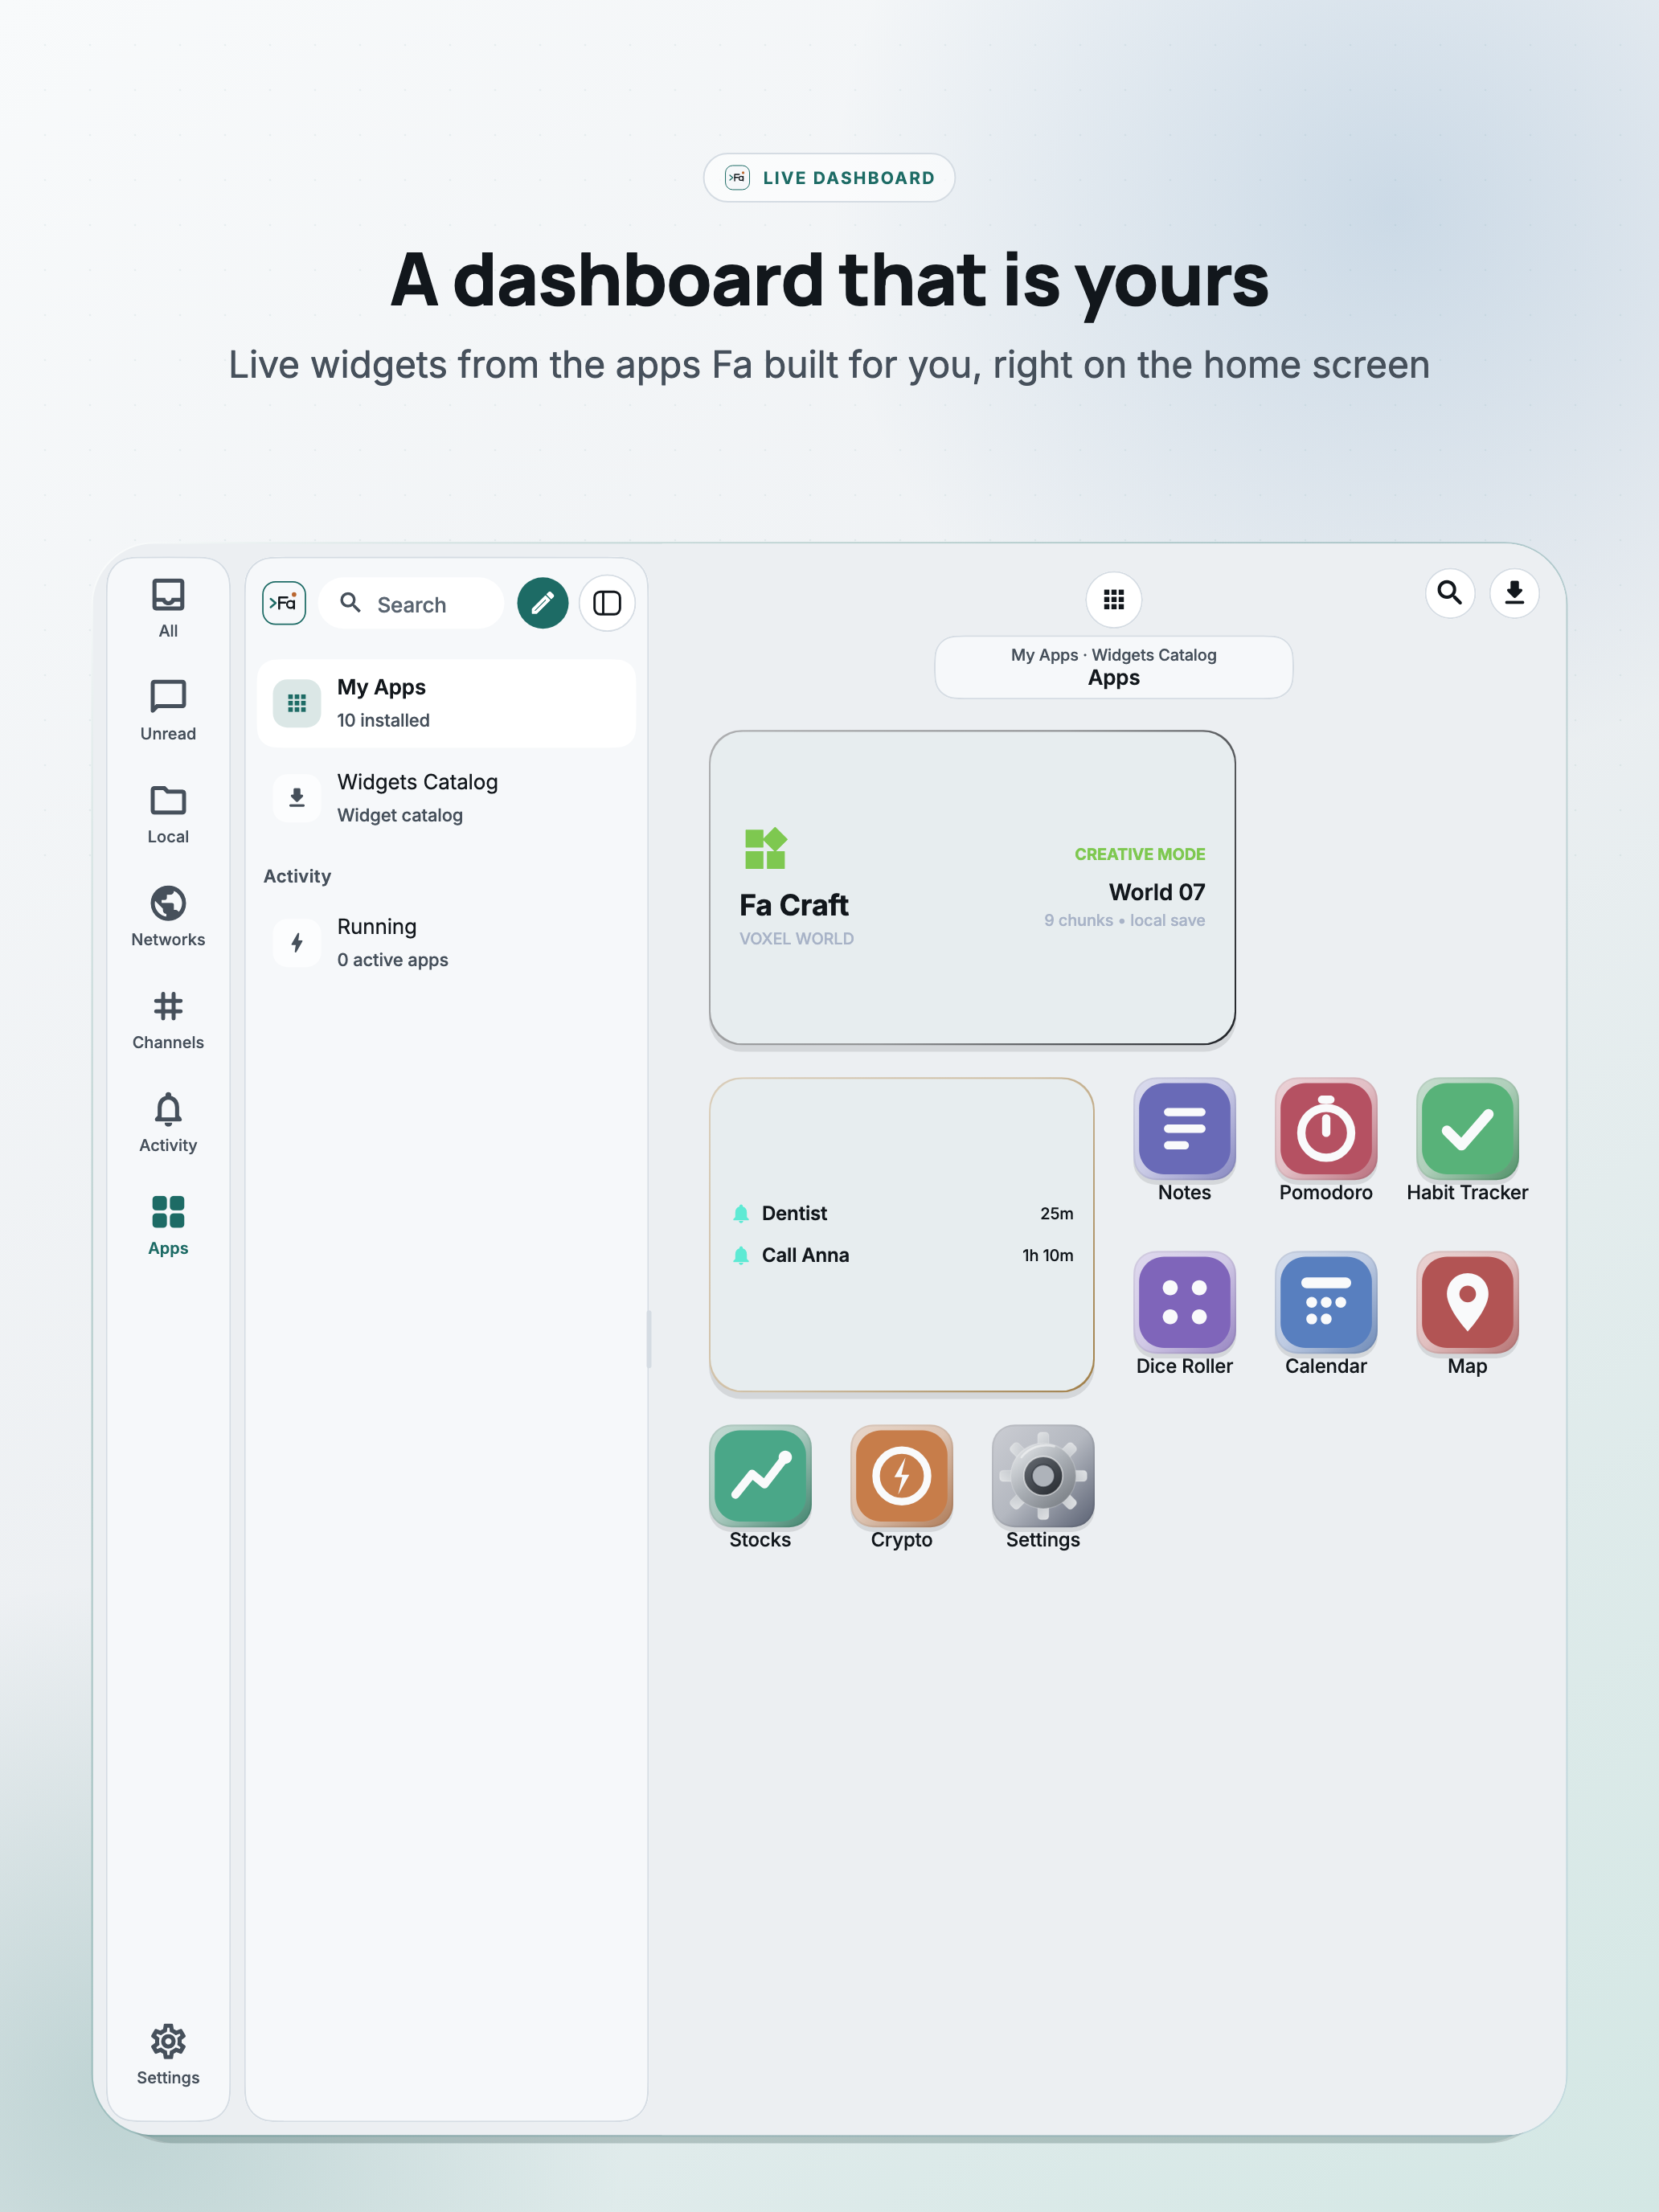 >Fa LIVE DASHBOARD
A dashboard that is yours
Live widgets from the apps Fa built for you, right on the home screen
All
Unread
Local
Networks
Channels
Activity
Apps
Settings
>Fa
Search
My Apps
10 installed
Widgets Catalog
Widget catalog
Activity
Running
0 active apps
My Apps · Widgets Catalog
Apps
Fa Craft
VOXEL WORLD
CREATIVE MODE
World 07
9 chunks • local save
Dentist 25m
Call Anna 1h 10m
Notes
Pomodoro
Habit Tracker
Dice Roller
Calendar
Map
Stocks
Crypto
Settings